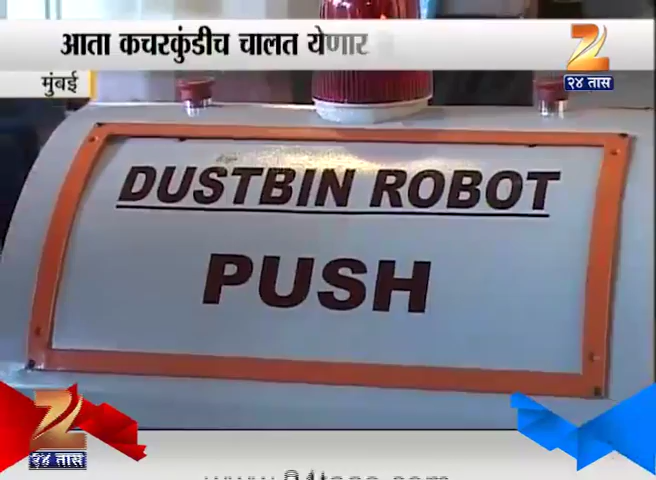 आता कचरकुंडीच चालत येणार
२४ तास
मुंबई
DUSTBIN ROBOT
PUSH
२४ तास